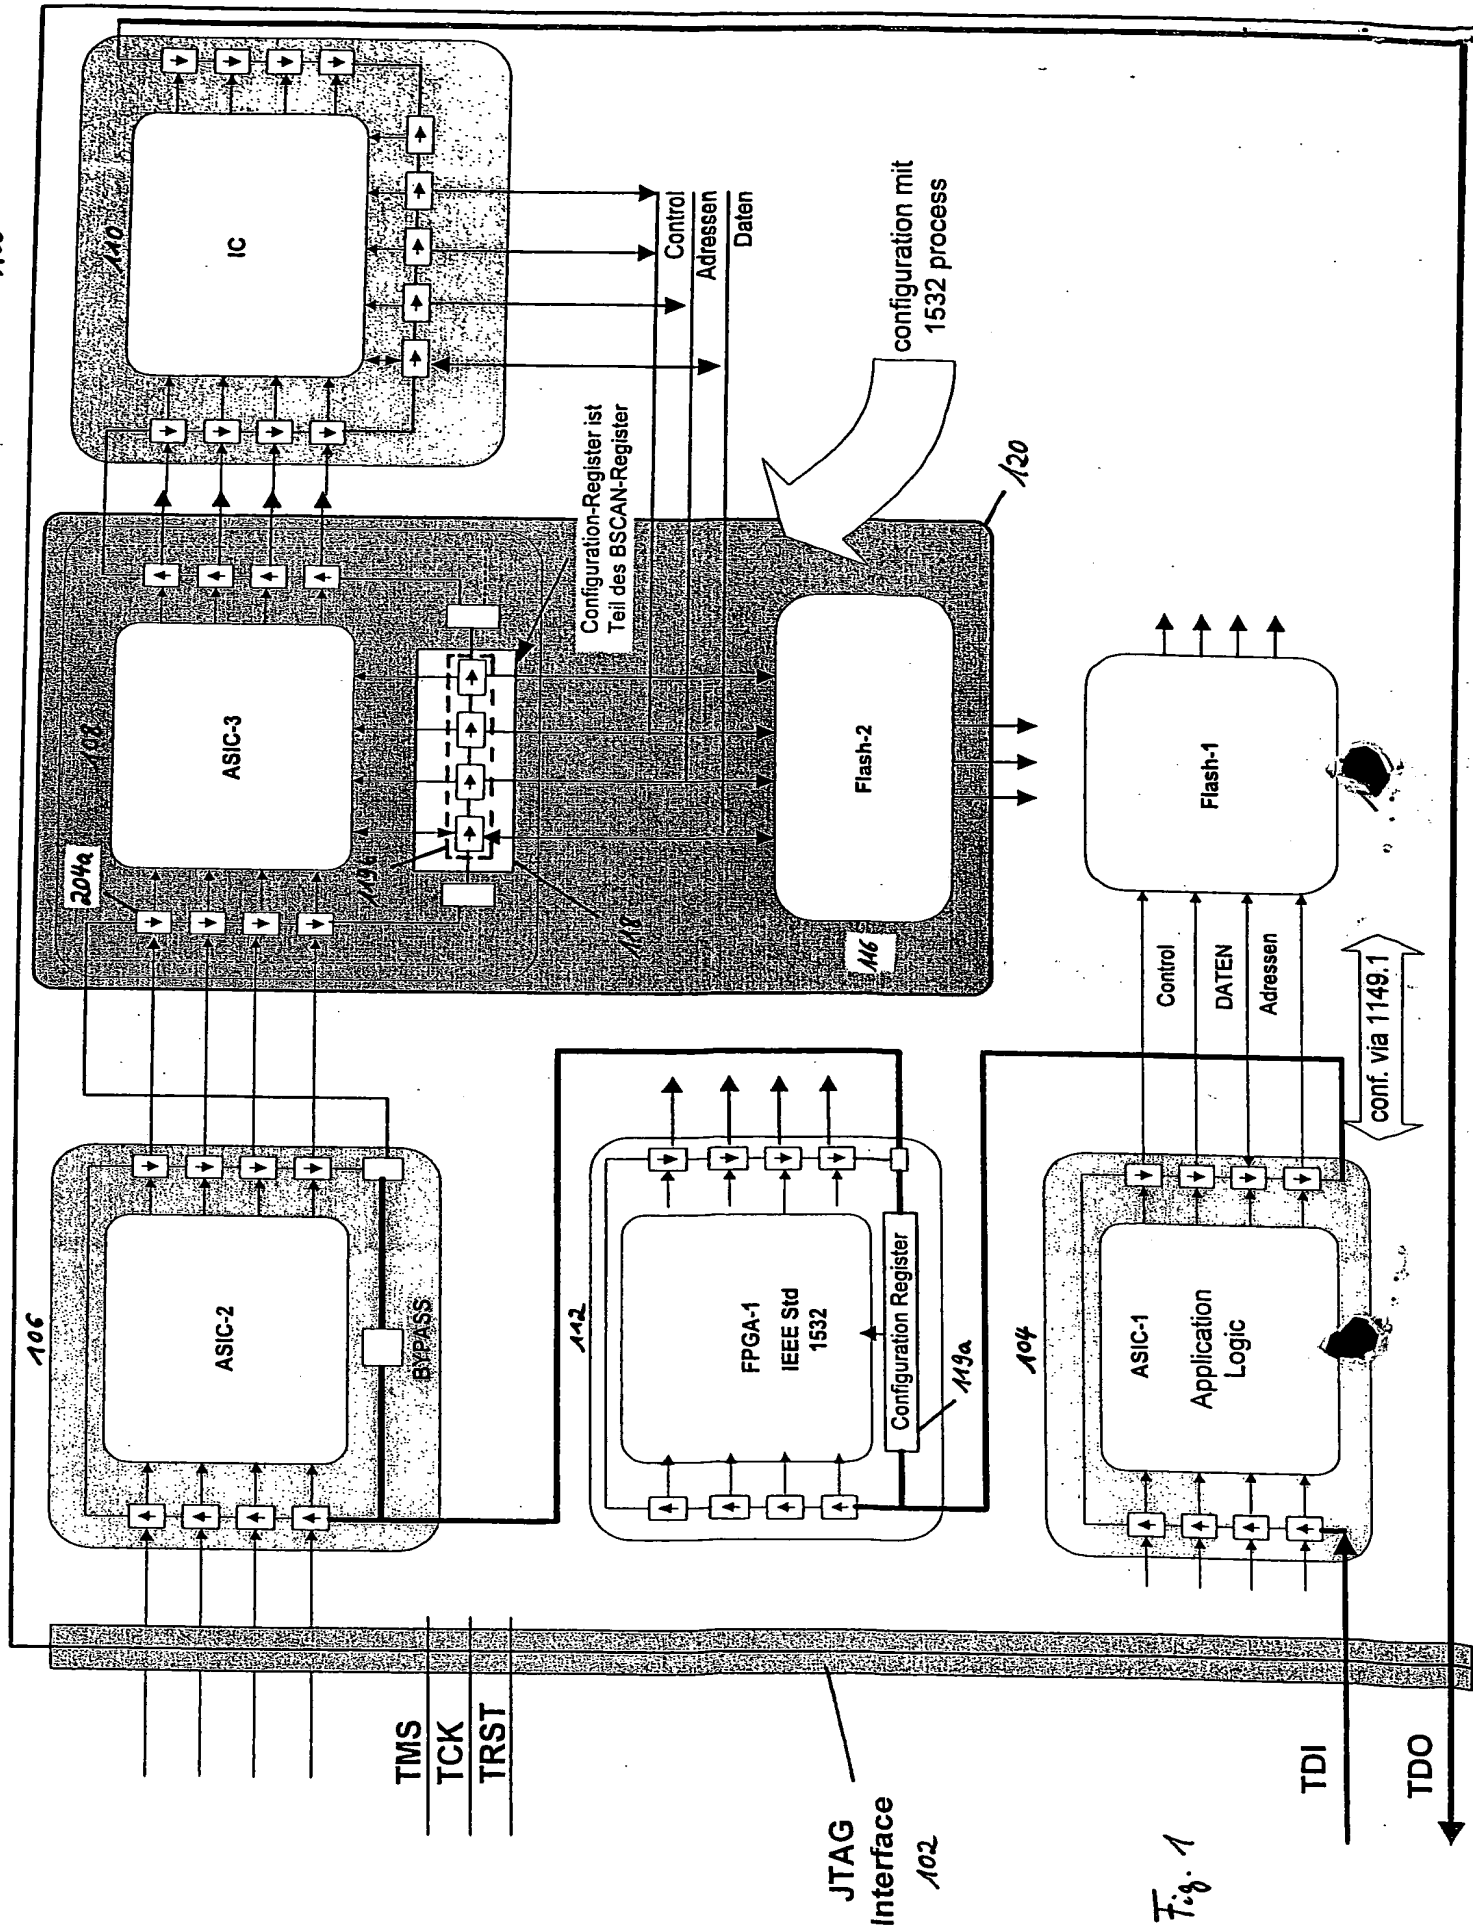 110
IC
Control
Adressen
Daten
configuration mit
1532 process
Configuration-Register ist
Teil des BSCAN-Register
120
108
ASIC-3
204a
118
Flash-2
116
Flash-1
Control
DATEN
Adressen
conf. via 1149.1
106
ASIC-2
BYPASS
112
FPGA-1
IEEE Std
1532
Configuration Register
119a
104
ASIC-1
Application
Logic
TMS
TCK
TRST
JTAG
Interface
102
TDI
TDO
Fig. 1